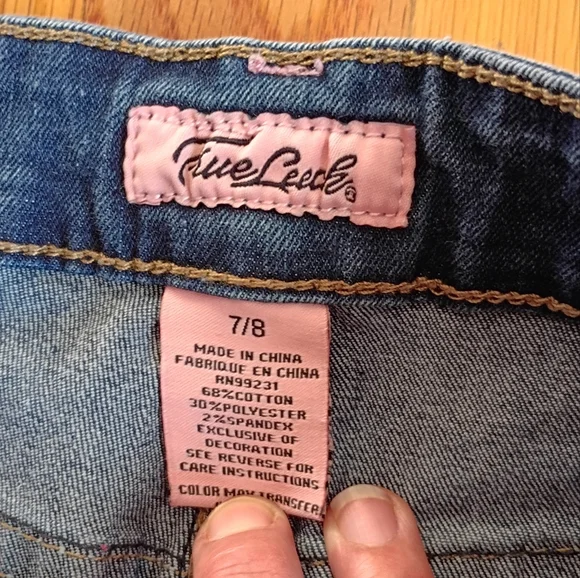 True Luck
7/8
MADE IN CHINA
FABRIQUE EN CHINA
RN99231
68%COTTON
30%POLYESTER
2%SPANDEX
EXCLUSIVE OF
DECORATION
SEE REVERSE FOR
CARE INSTRUCTIONS
COLOR MAY TRANSFER